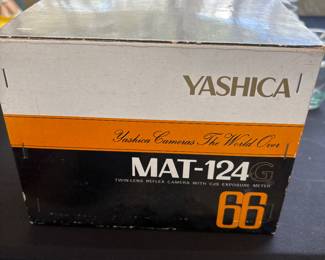 YASHICA
Yashica Cameras The World Over
MAT-124G
TWIN-LENS REFLEX CAMERA WITH CdS EXPOSURE METER
66